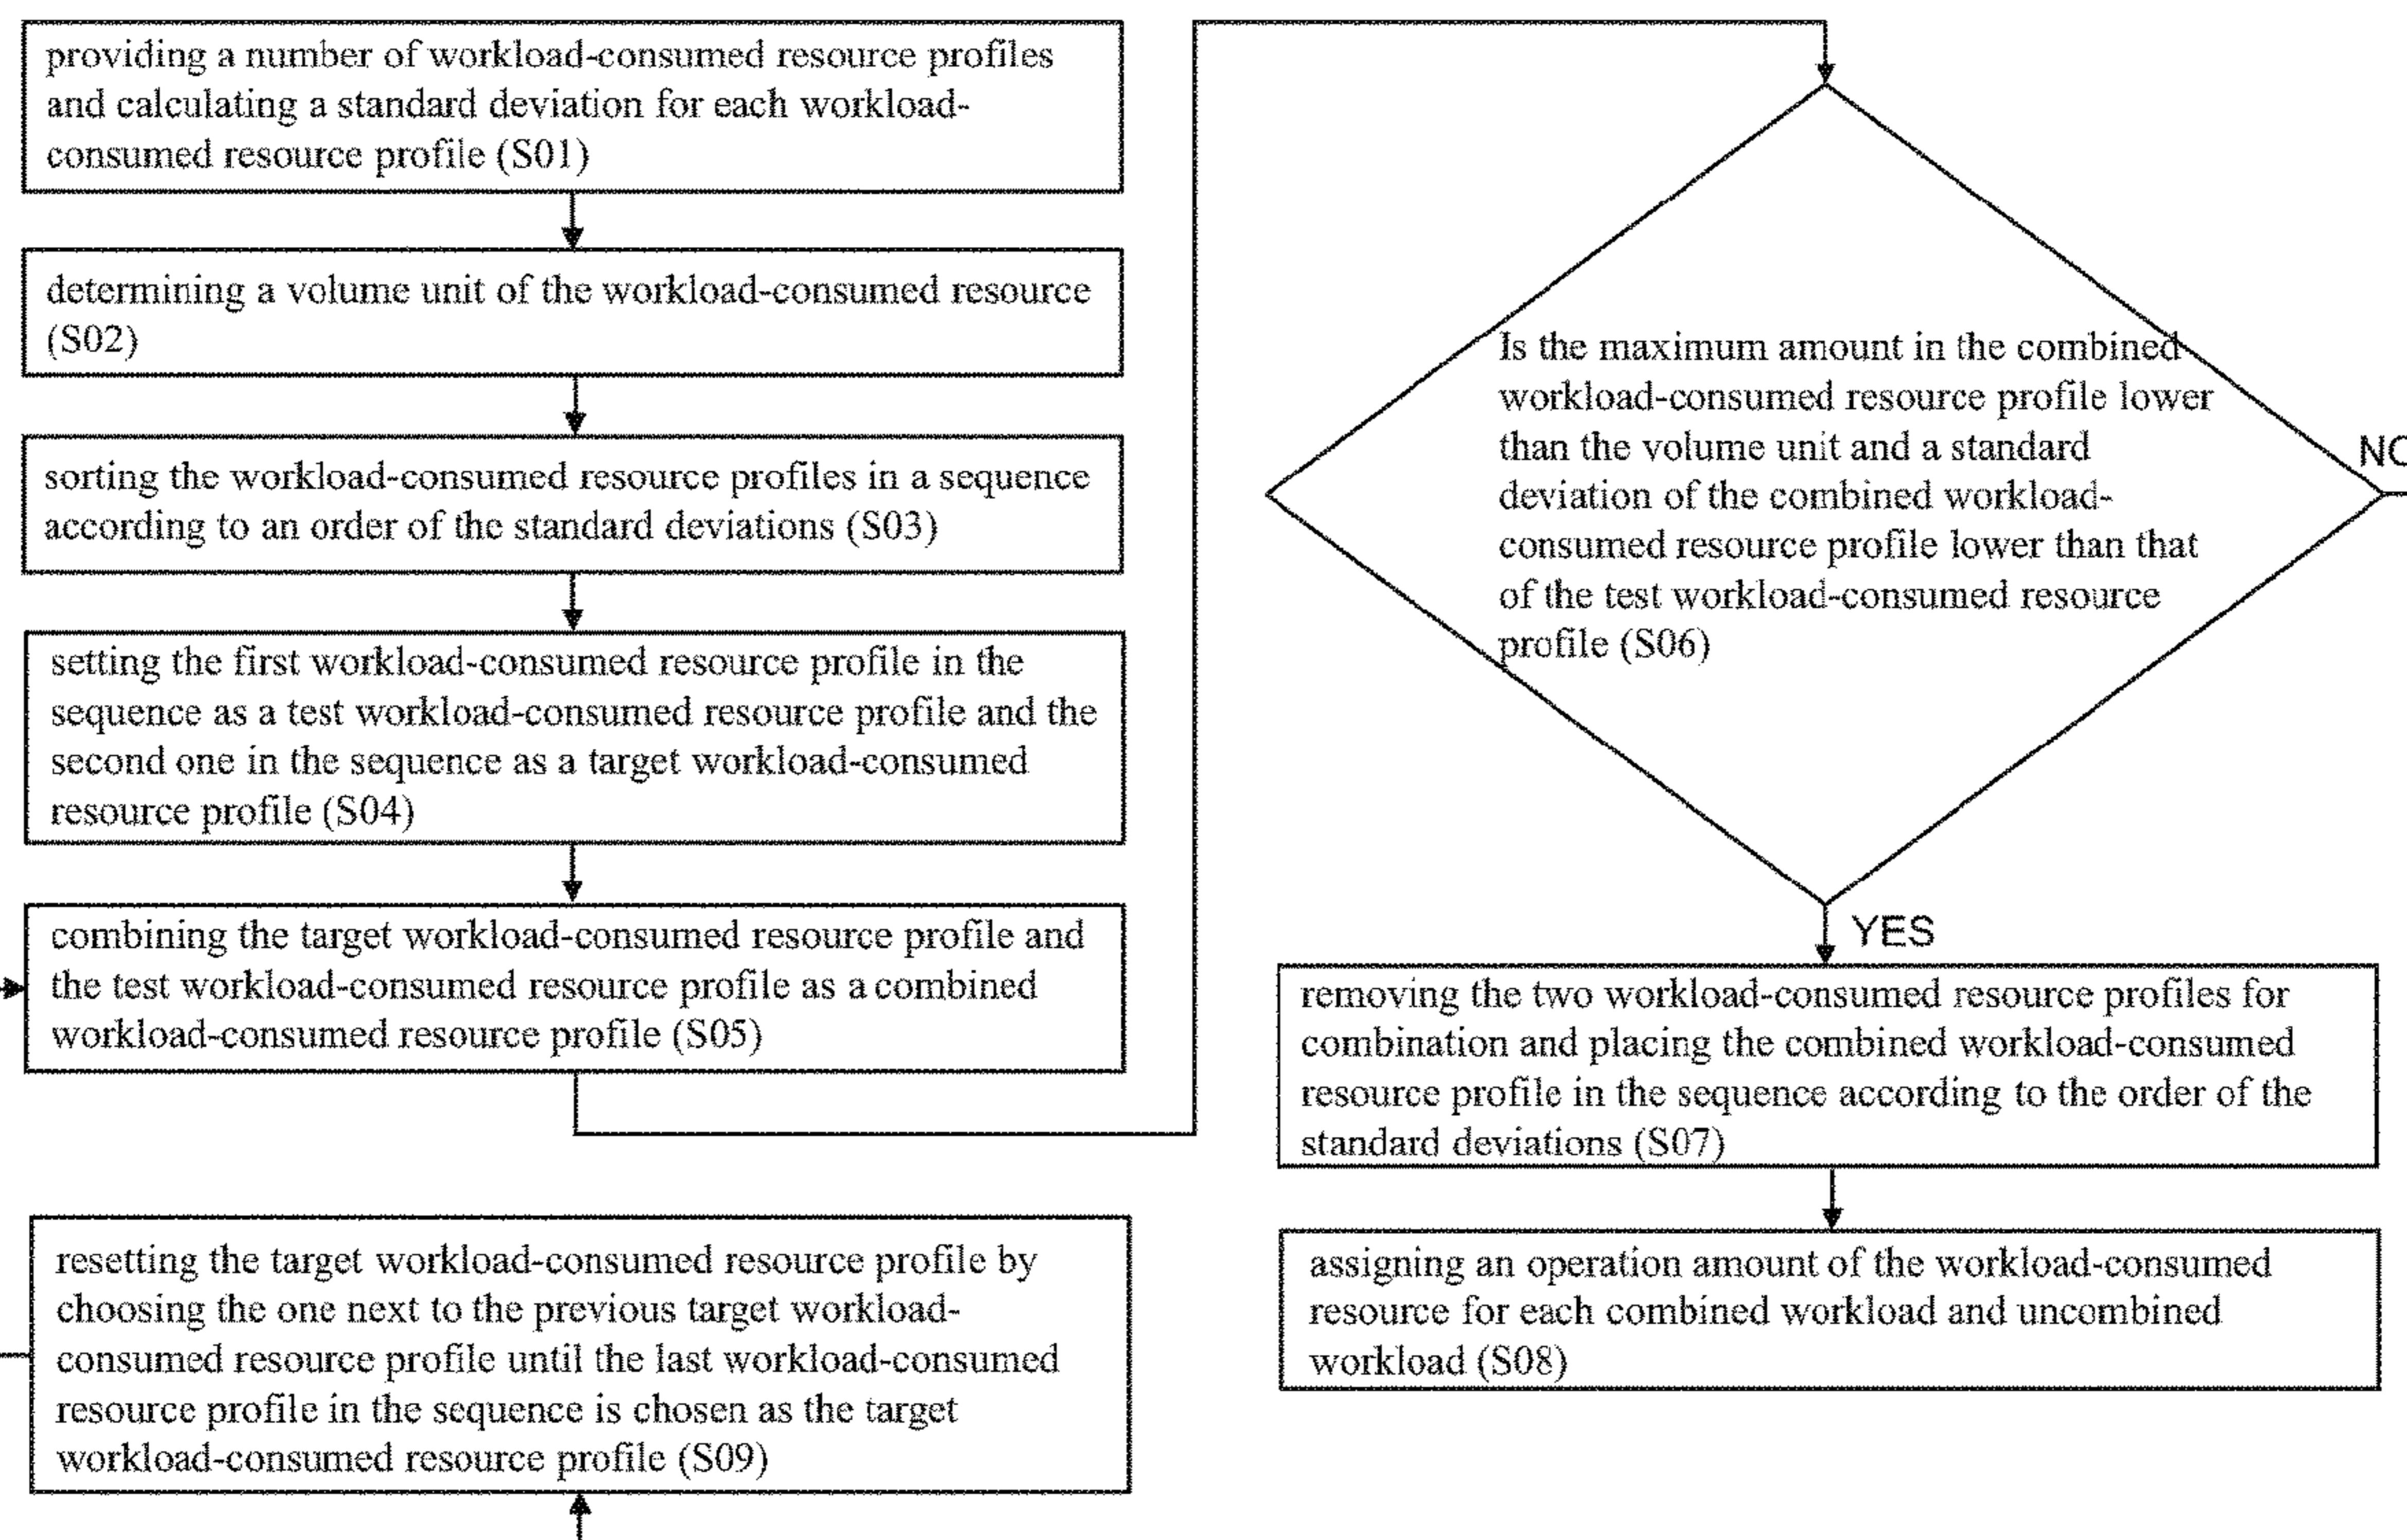 providing a number of workload-consumed resource profiles
and calculating a standard deviation for each workload-
consumed resource profile (S01)
determining a volume unit of the workload-consumed resource
(S02)
sorting the workload-consumed resource profiles in a sequence
according to an order of the standard deviations (S03)
setting the first workload-consumed resource profile in the
sequence as a test workload-consumed resource profile and the
second one in the sequence as a target workload-consumed
resource profile (S04)
combining the target workload-consumed resource profile and
the test workload-consumed resource profile as a combined
workload-consumed resource profile (S05)
resetting the target workload-consumed resource profile by
choosing the one next to the previous target workload-
consumed resource profile until the last workload-consumed
resource profile in the sequence is chosen as the target
workload-consumed resource profile (S09)
Is the maximum amount in the combined
workload-consumed resource profile lower
than the volume unit and a standard
deviation of the combined workload-
consumed resource profile lower than that
of the test workload-consumed resource
profile (S06)
NO
YES
removing the two workload-consumed resource profiles for
combination and placing the combined workload-consumed
resource profile in the sequence according to the order of the
standard deviations (S07)
assigning an operation amount of the workload-consumed
resource for each combined workload and uncombined
workload (S08)